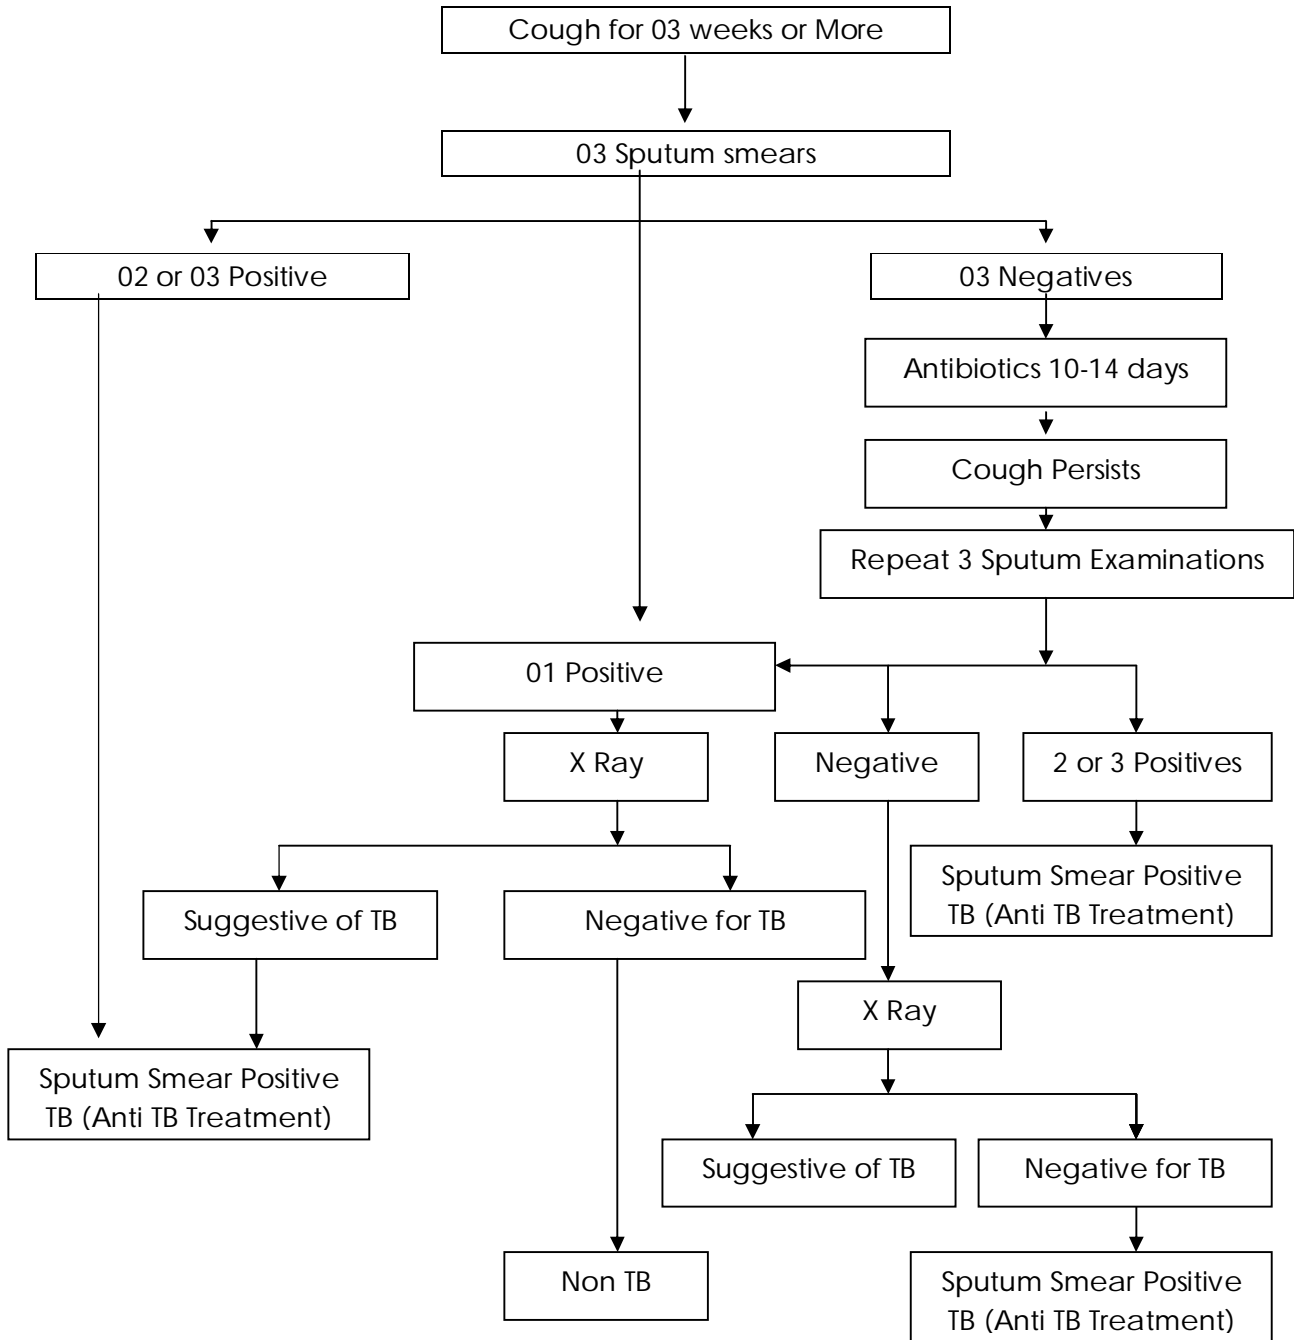 Cough for 03 weeks or More
03 Sputum smears
02 or 03 Positive
03 Negatives
Antibiotics 10-14 days
Cough Persists
Repeat 3 Sputum Examinations
01 Positive
X Ray
Negative
2 or 3 Positives
Sputum Smear Positive
TB (Anti TB Treatment)
Suggestive of TB
Negative for TB
X Ray
Sputum Smear Positive
TB (Anti TB Treatment)
Suggestive of TB
Negative for TB
Non TB
Sputum Smear Positive
TB (Anti TB Treatment)